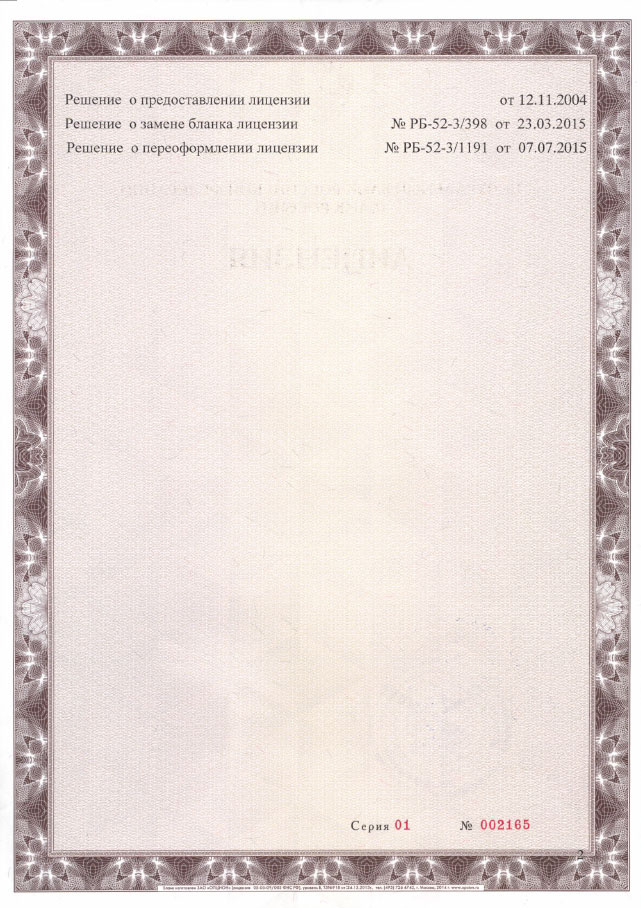 Решение о предоставлении лицензии от 12.11.2004
Решение о замене бланка лицензии № РБ-52-3/398 от 23.03.2015
Решение о переоформлении лицензии № РБ-52-3/1191 от 07.07.2015
ЛИЦЕНЗИЯ
Серия 01 № 002165
2